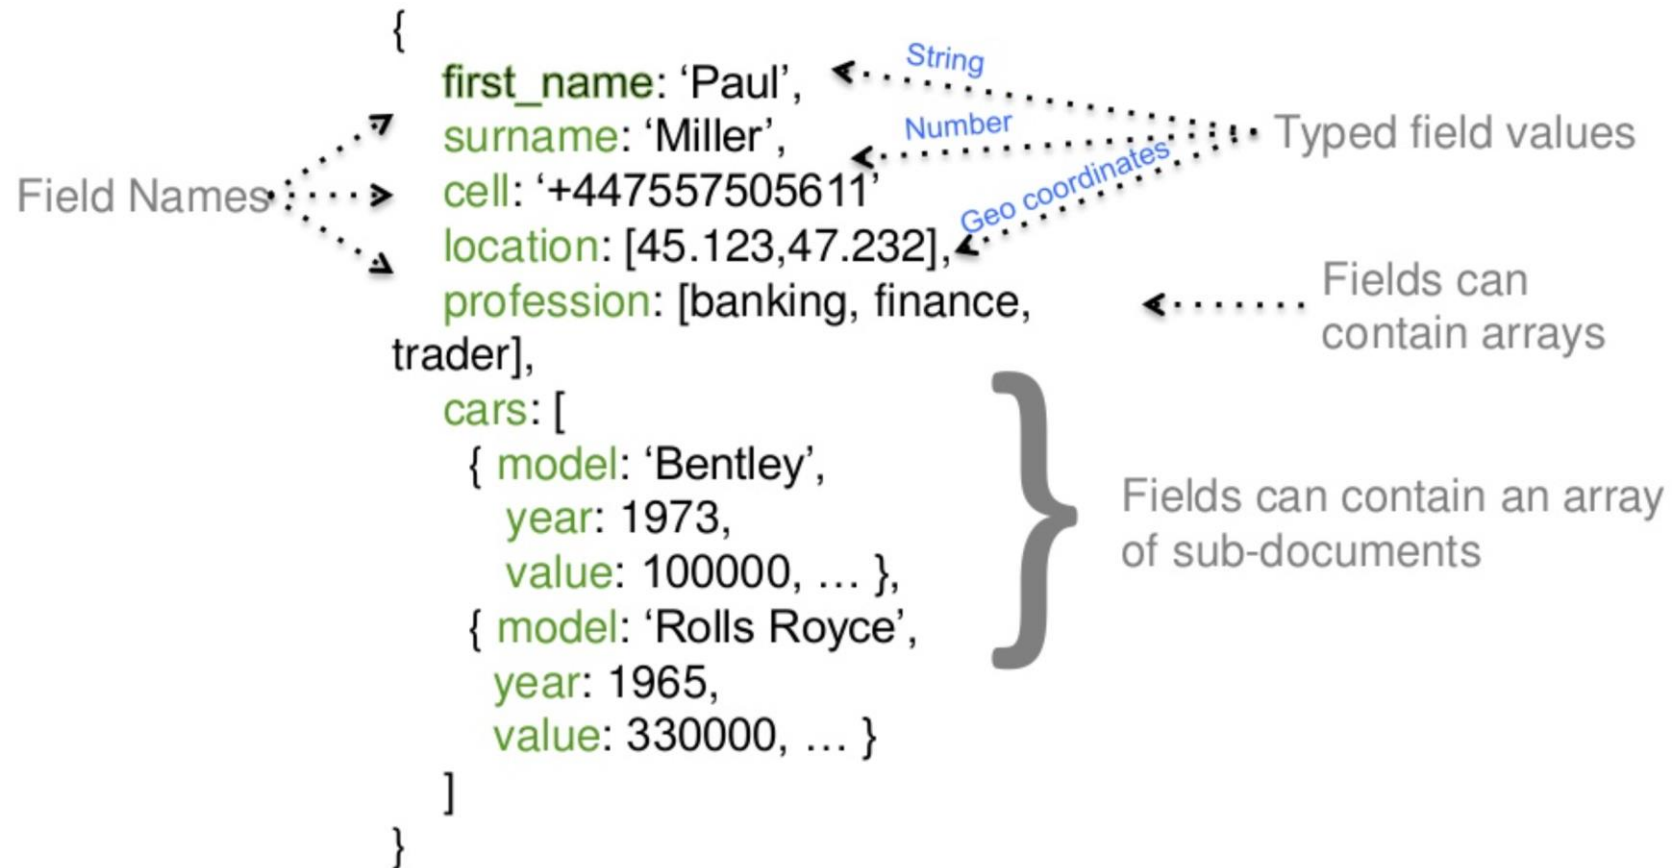 {
first_name: ‘Paul’,
surname: ‘Miller’,
cell: ‘+447557505611’
location: [45.123,47.232],
profession: [banking, finance,
trader],
cars: [
{ model: ‘Bentley’,
year: 1973,
value: 100000, … },
{ model: ‘Rolls Royce’,
year: 1965,
value: 330000, … }
]
}
Field Names
String
Number
Geo coordinates
Typed field values
Fields can
contain arrays
Fields can contain an array
of sub-documents